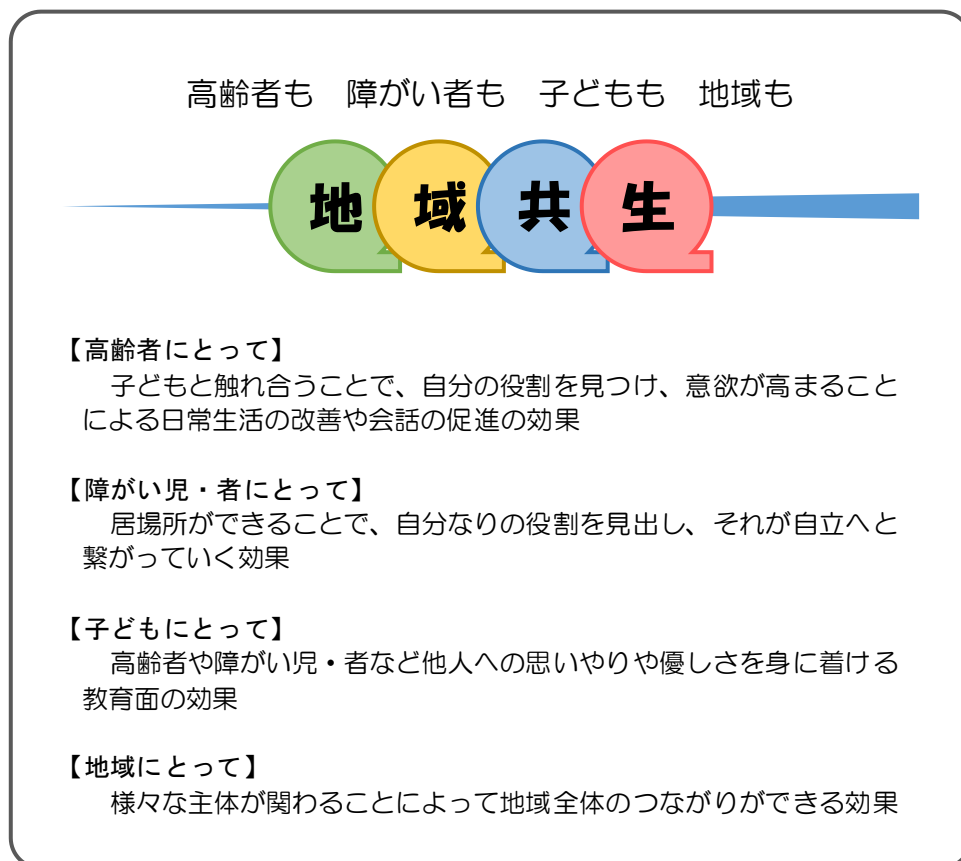 高齢者も 障がい者も 子どもも 地域も
地域共生
【高齢者にとって】
子どもと触れ合うことで、自分の役割を見つけ、意欲が高まること
による日常生活の改善や会話の促進の効果
【障がい児・者にとって】
居場所ができることで、自分なりの役割を見出し、それが自立へと
繋がっていく効果
【子どもにとって】
高齢者や障がい児・者など他人への思いやりや優しさを身に着ける
教育面の効果
【地域にとって】
様々な主体が関わることによって地域全体のつながりができる効果